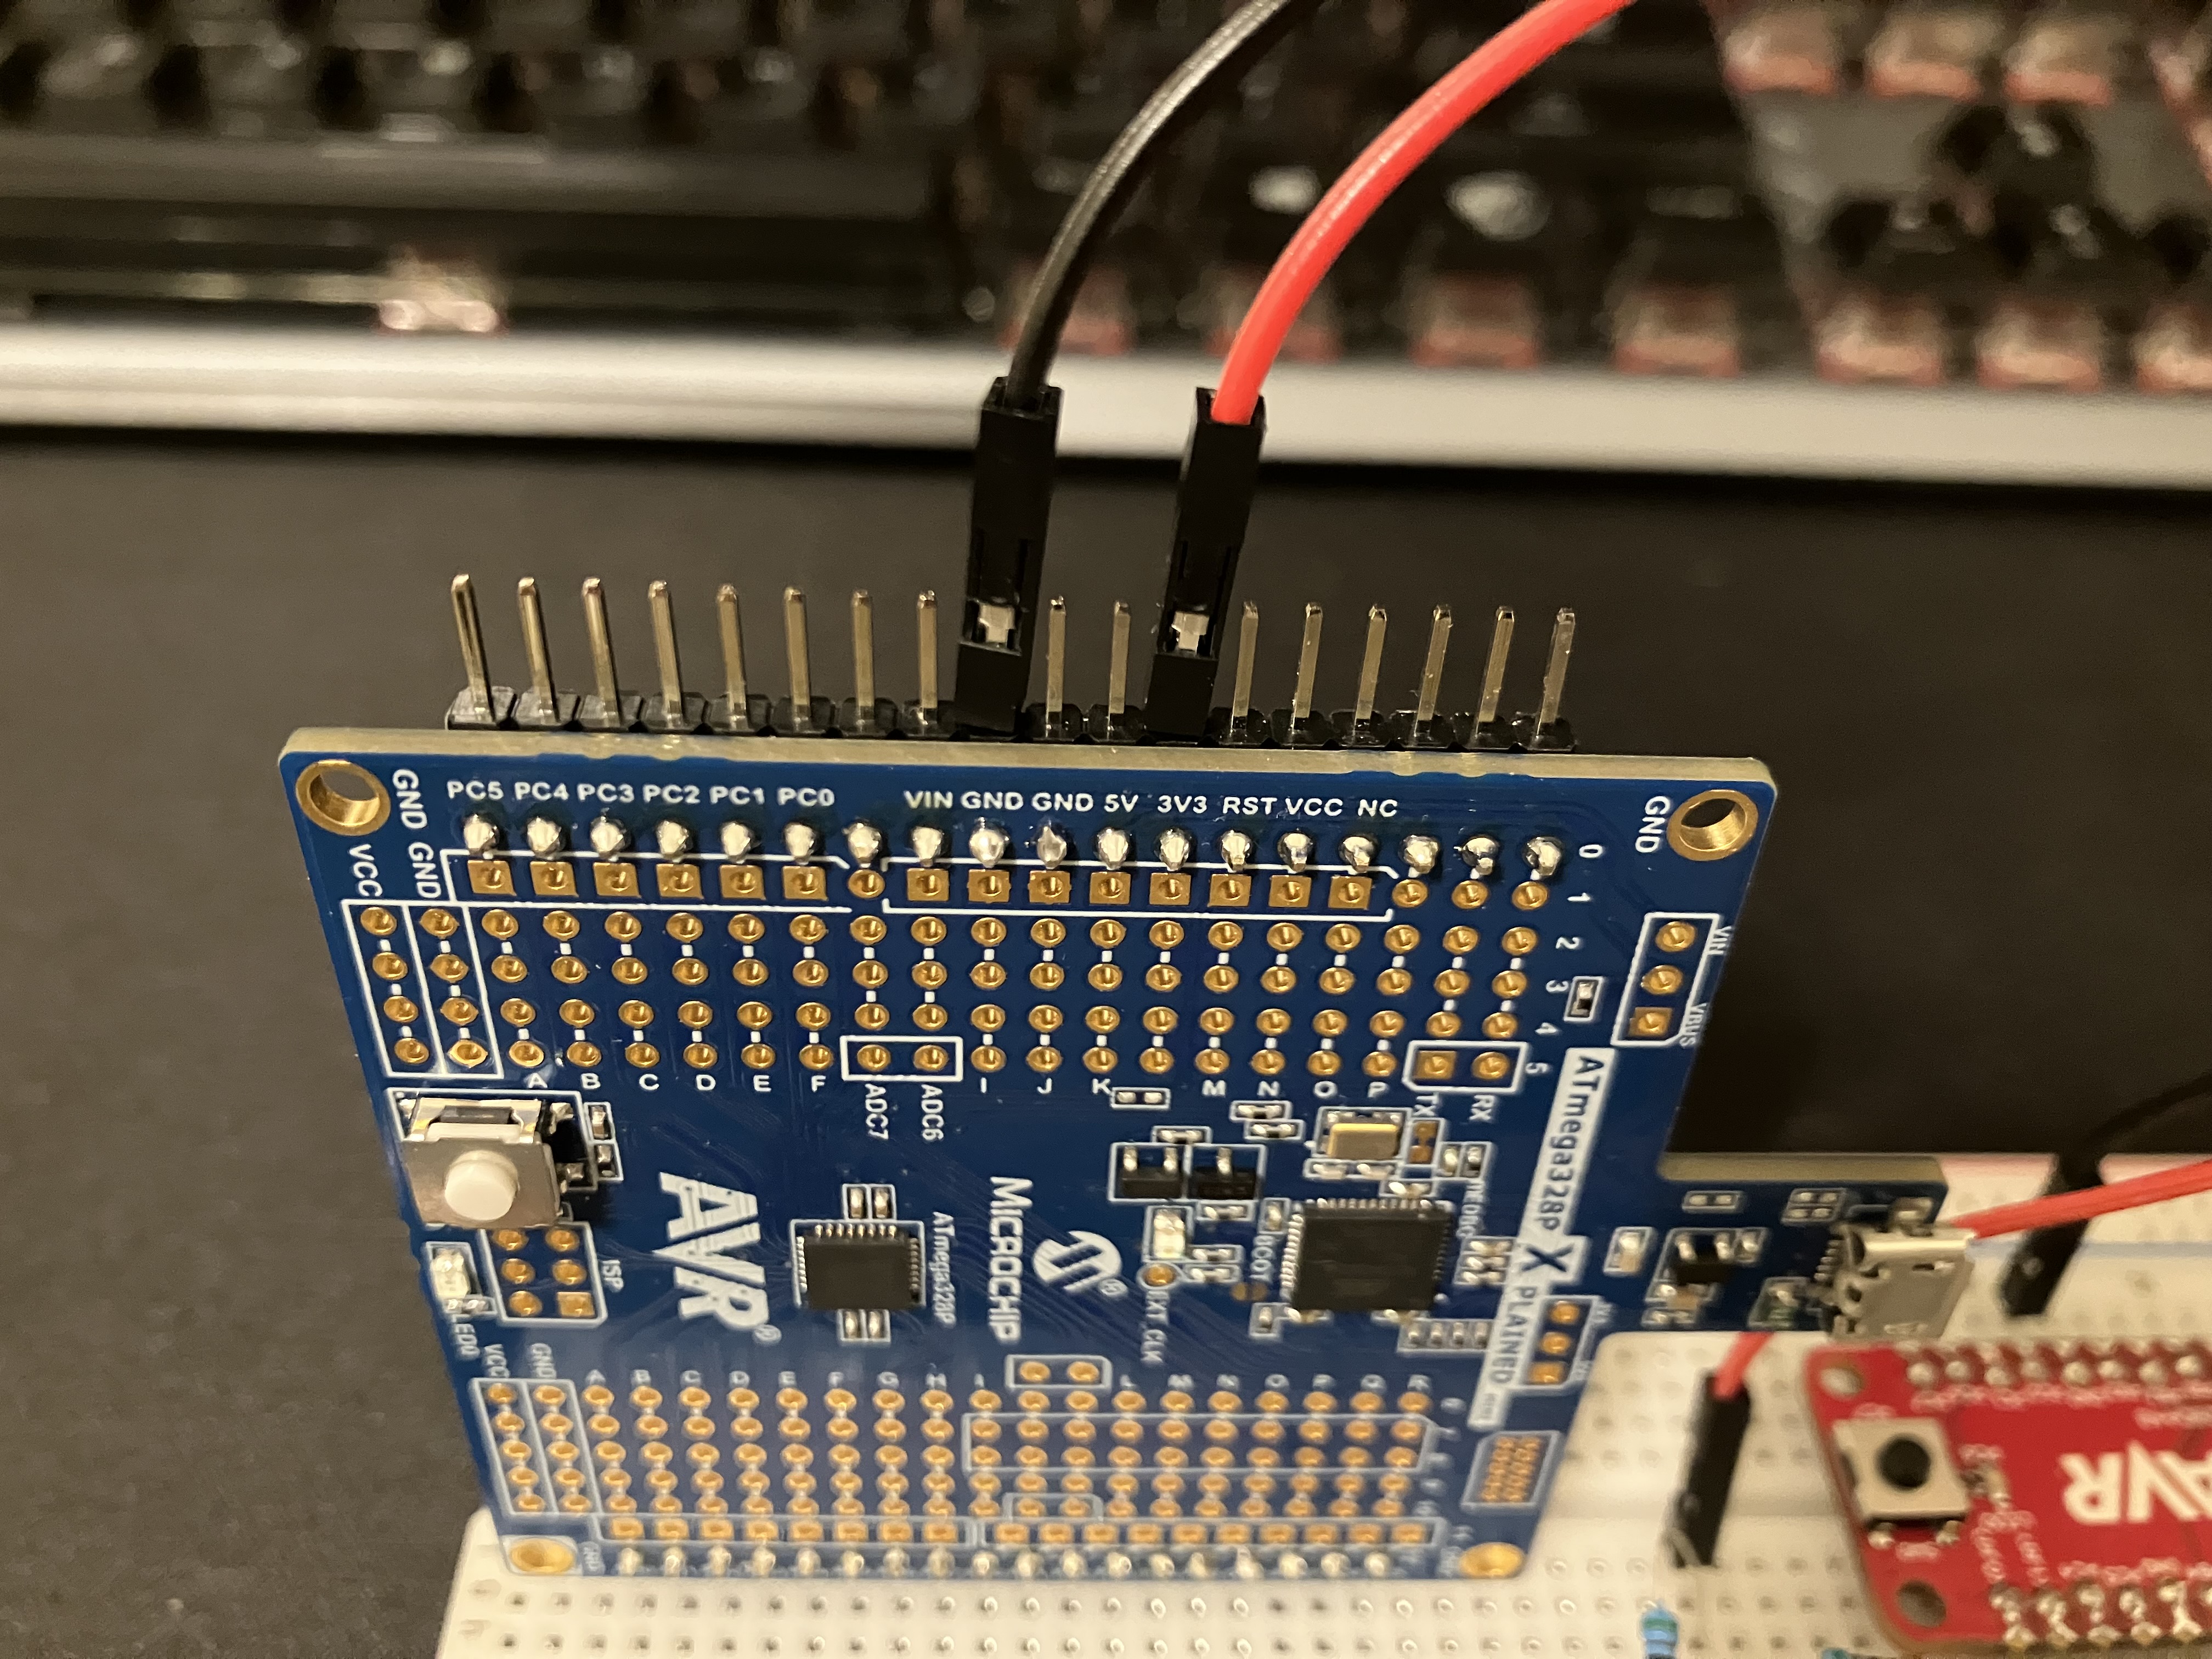 PC5 PC4 PC3 PC2 PC1 PC0 VIN GND GND 5V 3V3 RST VCC NC
GND
GND
VCC
GND
0
1
2
3
4
5
VIN
VBUS
A B C D E F I J K M N O P
ADC7
ADC6
TX
RX
ATmega328P
X
PLAINED
AVR®
ATmega328P
MICROCHIP
®
EXT_CLK
ISP
LED0
VCC
GND
A B C D E F G H I L M N O P Q R
AVR